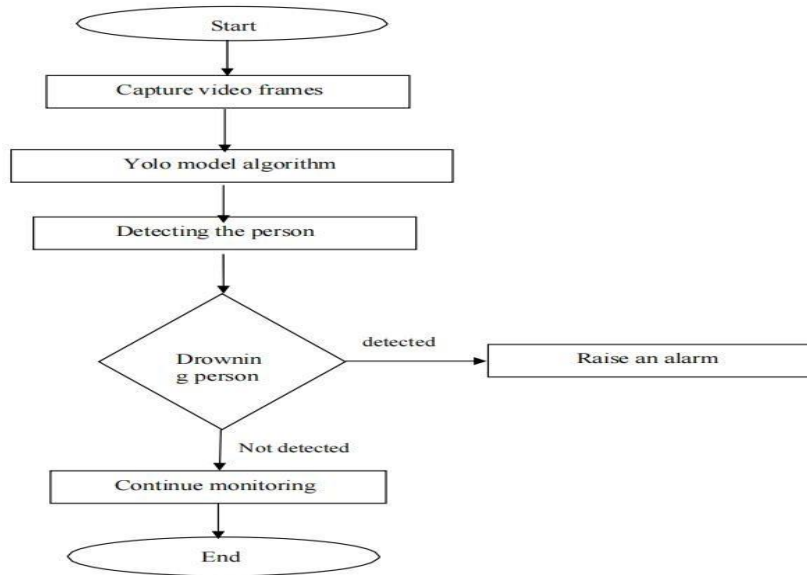 Start
Capture video frames
Yolo model algorithm
Detecting the person
Drownin
g person
detected
Raise an alarm
Not detected
Continue monitoring
End